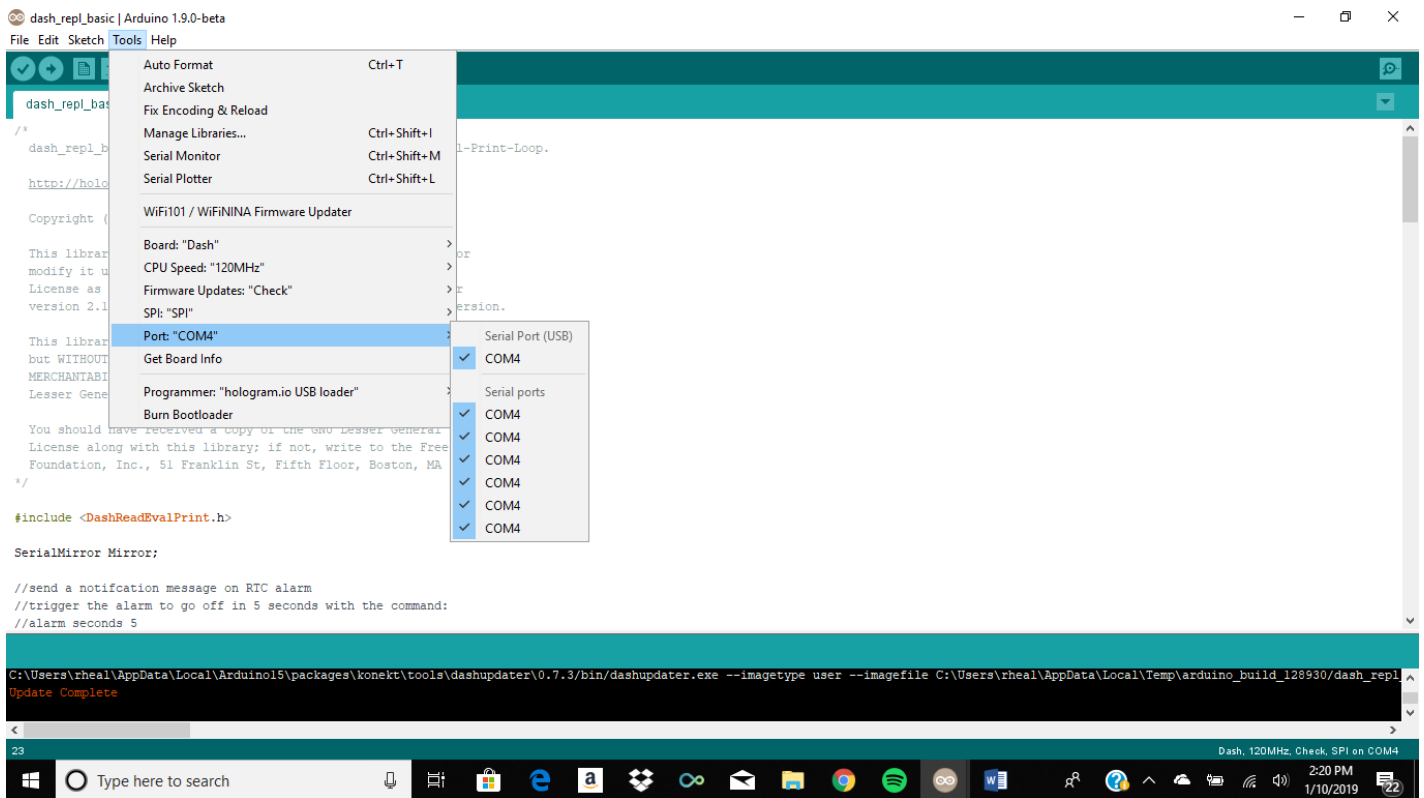 dash_repl_basic | Arduino 1.9.0-beta
File Edit Sketch Tools Help
Auto Format Ctrl+T
Archive Sketch
Fix Encoding & Reload
Manage Libraries... Ctrl+Shift+I
Serial Monitor Ctrl+Shift+M
Serial Plotter Ctrl+Shift+L
WiFi101 / WiFiNINA Firmware Updater
Board: "Dash"
CPU Speed: "120MHz"
Firmware Updates: "Check"
SPI: "SPI"
Port: "COM4"
Get Board Info
Programmer: "hologram.io USB loader"
Burn Bootloader
Serial Port (USB)
COM4
Serial ports
COM4
COM4
COM4
COM4
COM4
COM4
dash_repl_bas
/*
dash_repl_b l-Print-Loop.
http://holo
Copyright (
This librar or
modify it u
License as r
version 2.1 ersion.
This librar
but WITHOUT
MERCHANTABI
Lesser Gene
You should have received a copy of the GNU Lesser General
License along with this library; if not, write to the Free
Foundation, Inc., 51 Franklin St, Fifth Floor, Boston, MA
*/
#include <DashReadEvalPrint.h>
SerialMirror Mirror;
//send a notifcation message on RTC alarm
//trigger the alarm to go off in 5 seconds with the command:
//alarm seconds 5
C:\Users\rheal\AppData\Local\Arduino15\packages\konekt\tools\dashupdater\0.7.3/bin/dashupdater.exe --imagetype user --imagefile C:\Users\rheal\AppData\Local\Temp\arduino_build_128930/dash_repl_
Update Complete
23 Dash, 120MHz, Check, SPI on COM4
Type here to search
a
W
2:20 PM
1/10/2019
22